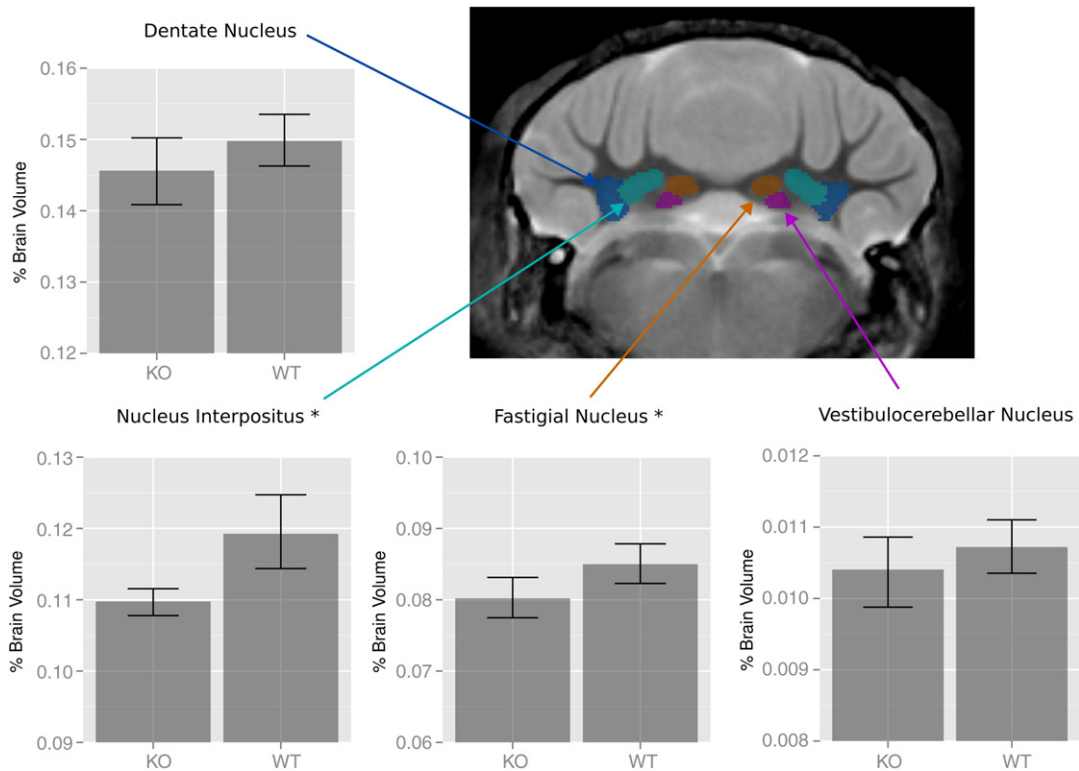 Dentate Nucleus
% Brain Volume
0.16
0.15
0.14
0.13
0.12
KO WT
Nucleus Interpositus *
% Brain Volume
0.13
0.12
0.11
0.10
0.09
KO WT
Fastigial Nucleus *
% Brain Volume
0.10
0.09
0.08
0.07
0.06
KO WT
Vestibulocerebellar Nucleus
% Brain Volume
0.012
0.011
0.010
0.009
0.008
KO WT